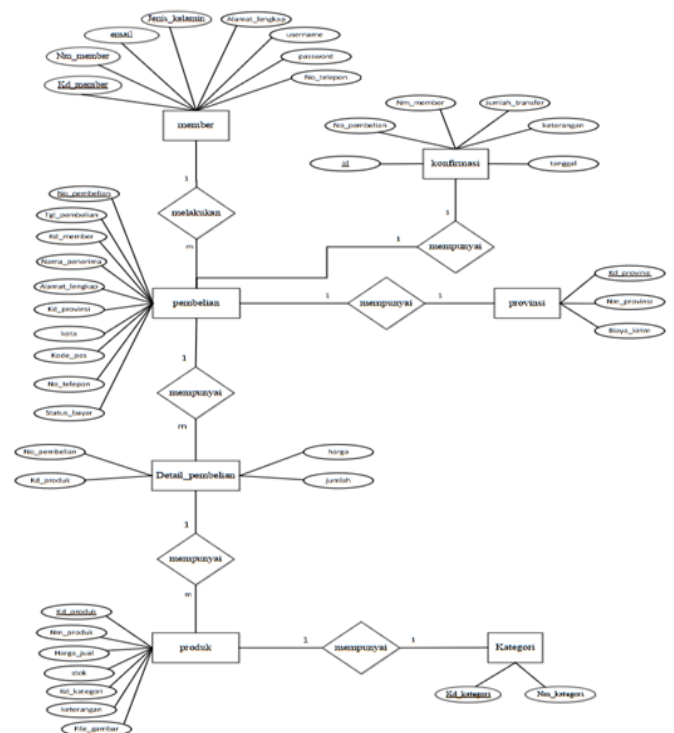 Jenis_kelamin
Alamat_lengkap
email
username
Nm_member
password
Kd_member
No_telepon
member
Nm_member
Jumlah_transfer
No_pembelian
keterangan
id
konfirmasi
tanggal
1
melakukan
m
1
mempunyai
1
No_pembelian
Tgl_pembelian
Kd_member
Nama_penerima
Alamat_lengkap
Kd_provinsi
kota
Kode_pos
No_telepon
Status_bayar
pembelian
1
mempunyai
1
provinsi
Kd_provinsi
Nm_provinsi
Biaya_kirim
1
mempunyai
m
No_pembelian
Kd_produk
Detail_pembelian
harga
jumlah
1
mempunyai
m
Kd_produk
Nm_produk
Harga_jual
stok
Kd_kategori
keterangan
File_gambar
produk
1
mempunyai
1
Kategori
Kd_kategori
Nm_kategori